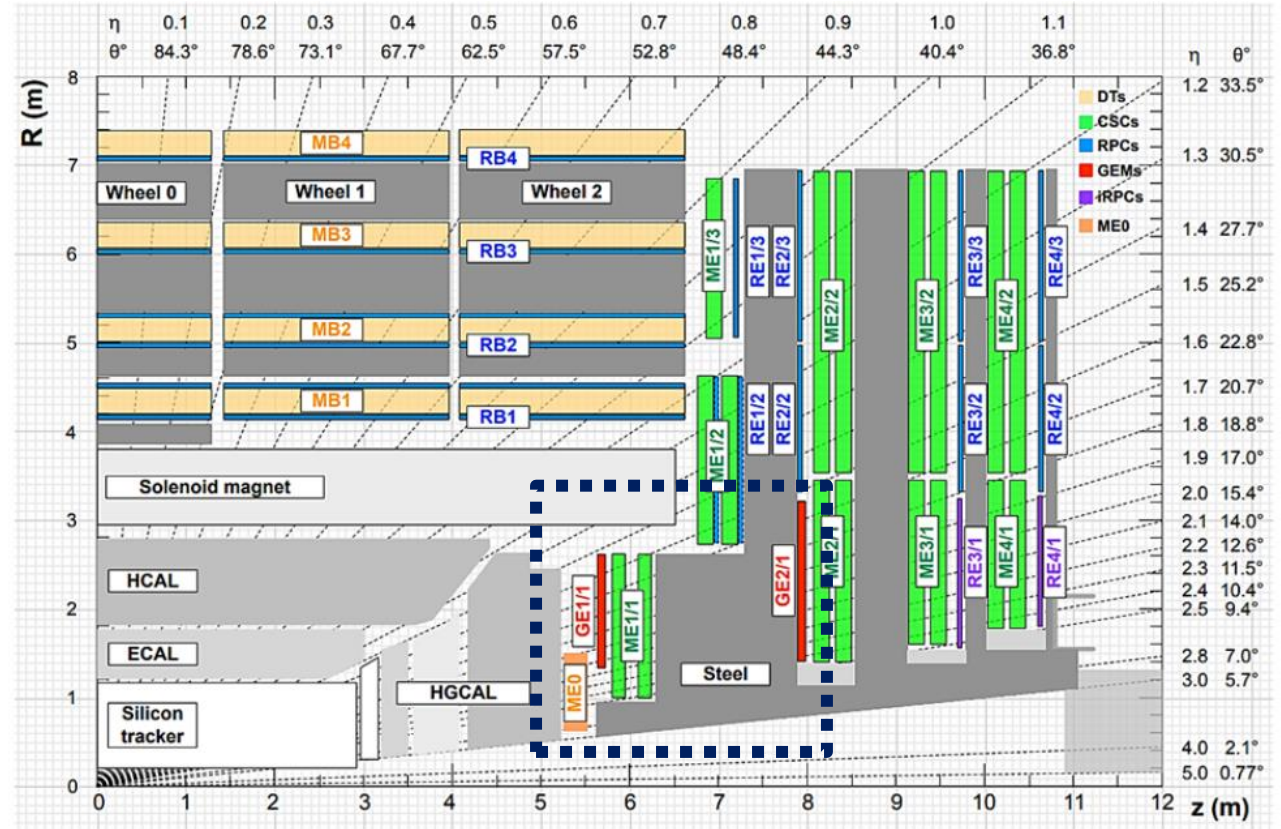 η 0.1 0.2 0.3 0.4 0.5 0.6 0.7 0.8 0.9 1.0 1.1
θ° 84.3° 78.6° 73.1° 67.7° 62.5° 57.5° 52.8° 48.4° 44.3° 40.4° 36.8° η θ°
R (m)
8
7
6
5
4
3
2
1
0
1.2 33.5°
1.3 30.5°
1.4 27.7°
1.5 25.2°
1.6 22.8°
1.7 20.7°
1.8 18.8°
1.9 17.0°
2.0 15.4°
2.1 14.0°
2.2 12.6°
2.3 11.5°
2.4 10.4°
2.5 9.4°
2.8 7.0°
3.0 5.7°
4.0 2.1°
5.0 0.77°
DTs
CSCs
RPCs
GEMs
iRPCs
ME0
MB4
RB4
Wheel 0
Wheel 1
Wheel 2
MB3
RB3
MB2
RB2
MB1
RB1
Solenoid magnet
HCAL
ECAL
HGCAL
Silicon
tracker
Steel
ME1/3
RE1/3
RE2/3
ME2/2
ME3/2
RE3/3
ME4/2
RE4/3
ME1/2
RE1/2
RE2/2
RE3/2
RE4/2
GE1/1
ME1/1
ME0
GE2/1
ME2/1
ME3/1
RE3/1
ME4/1
RE4/1
0 1 2 3 4 5 6 7 8 9 10 11 12 z (m)